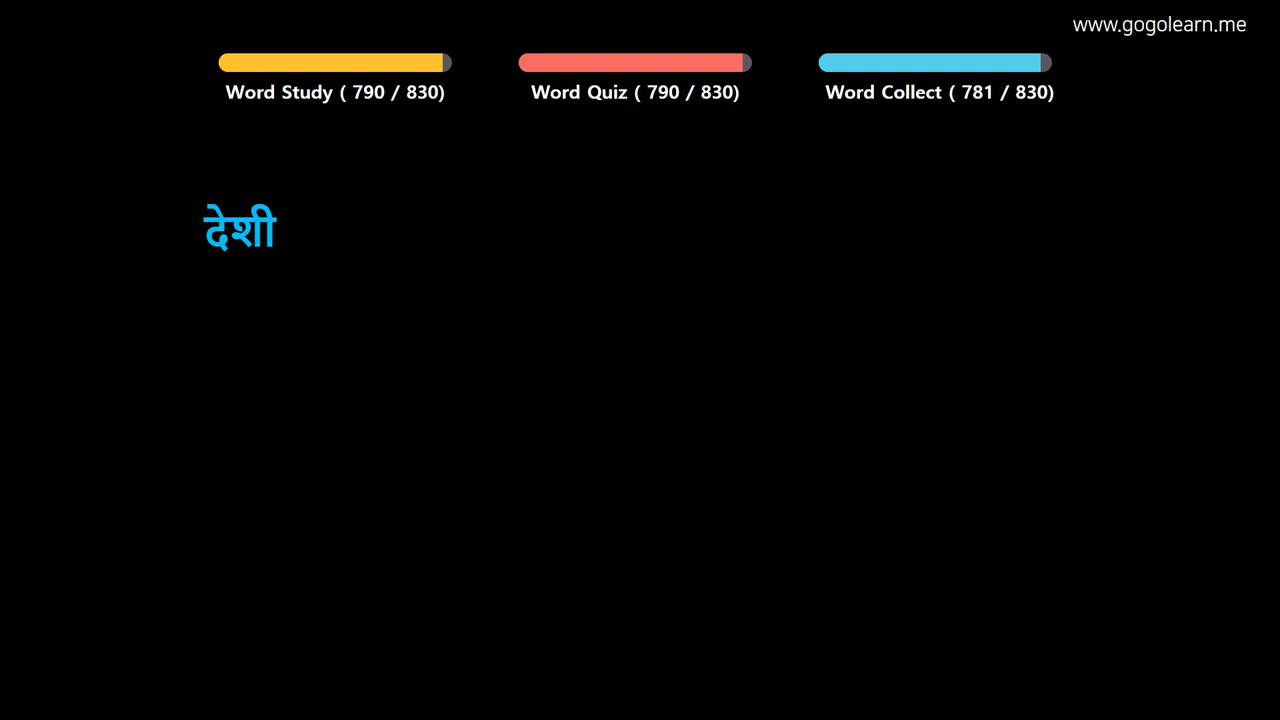 www.gogolearn.me
Word Study ( 790 / 830)
Word Quiz ( 790 / 830)
Word Collect ( 781 / 830)
देशी